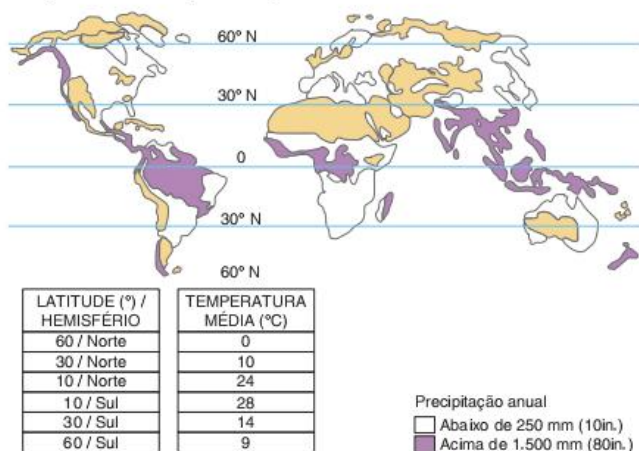 60° N
30° N
0
30° N
60° N
LATITUDE (°) /
HEMISFÉRIO
TEMPERATURA
MÉDIA (°C)
60 / Norte 0
30 / Norte 10
10 / Norte 24
10 / Sul 28
30 / Sul 14
60 / Sul 9
Precipitação anual
Abaixo de 250 mm (10in.)
Acima de 1.500 mm (80in.)